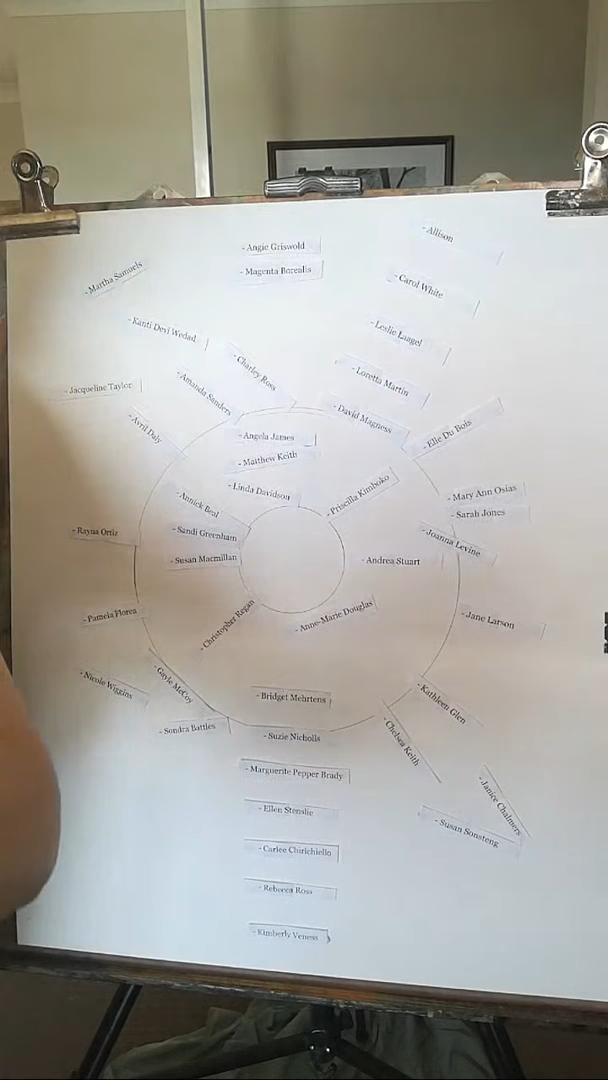 - Allison
- Angie Griswold
- Magenta Borealis
- Martha Samuels
- Carol White
- Kanti Devi Wedad
- Leslie Laagel
- Charley Ross
- Loretta Martin
- Jacqueline Taylor
- Amanda Sanders
- David Magness
- Avril Daly
- Angela James
- Elle Du Bois
- Matthew Keith
- Linda Davidson
- Priscilla Kimboko
- Mary Ann Osias
- Annick Beal
- Sarah Jones
- Rayna Ortiz
- Sandi Greenham
- Joanna Levine
- Susan Macmillan
- Andrea Stuart
- Pamela Florea
- Christopher Regan
- Anne-Marie Douglas
- Jane Larson
- Nicole Wiggins
- Gayle McCoy
- Bridget Mehrtens
- Kathleen Glen
- Sondra Battles
- Suzie Nicholls
- Chelsea Keith
- Marguerite Pepper Brady
- Janice Chalmers
- Ellen Stenslie
- Susan Sonsteng
- Carlee Chirichiello
- Rebecca Ross
- Kimberly Veness